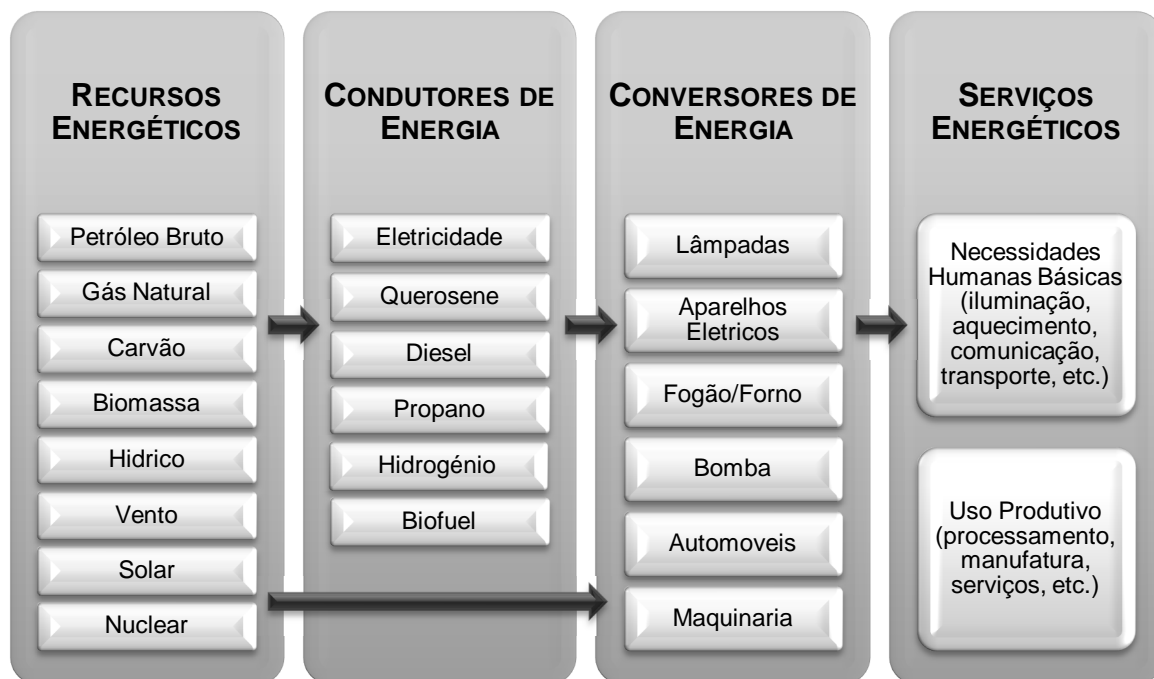 RECURSOS
ENERGÉTICOS
Petróleo Bruto
Gás Natural
Carvão
Biomassa
Hidrico
Vento
Solar
Nuclear
CONDUTORES DE
ENERGIA
Eletricidade
Querosene
Diesel
Propano
Hidrogénio
Biofuel
CONVERSORES DE
ENERGIA
Lâmpadas
Aparelhos
Eletricos
Fogão/Forno
Bomba
Automoveis
Maquinaria
SERVIÇOS
ENERGÉTICOS
Necessidades
Humanas Básicas
(iluminação,
aquecimento,
comunicação,
transporte, etc.)
Uso Produtivo
(processamento,
manufatura,
serviços, etc.)